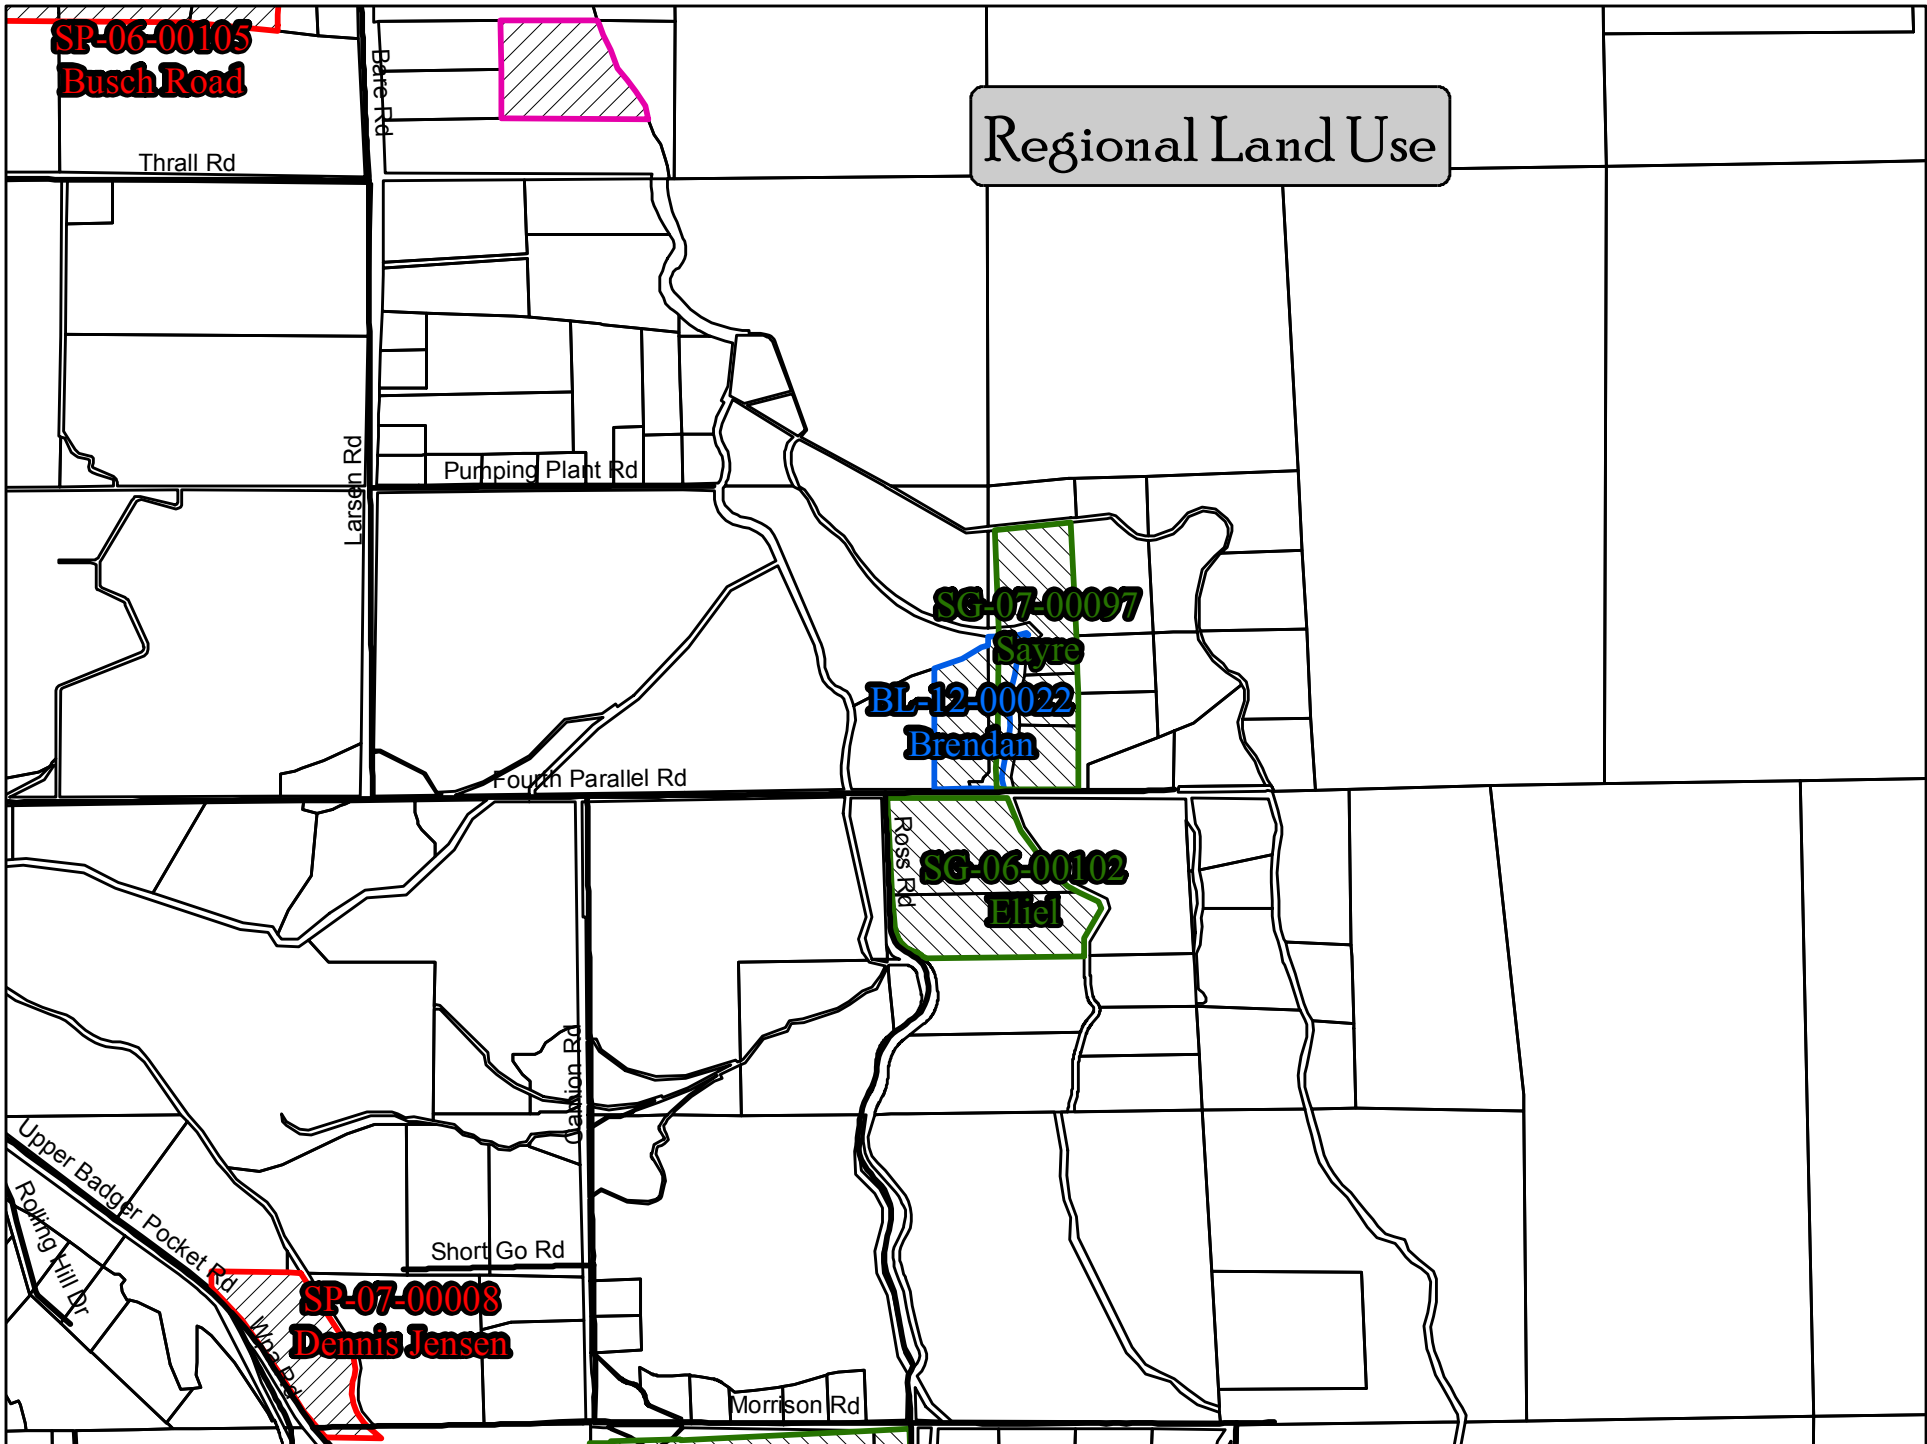 SP-06-00105
Busch Road
Bare Rd
Regional Land Use
Thrall Rd
Larsen Rd
Pumping Plant Rd
SG-07-00097
Sayre
BL-12-00022
Brendan
Fourth Parallel Rd
Ross Rd
SG-06-00102
Eliel
Upper Badger Pocket Rd
Rolling Hill Dr
Short Go Rd
SP-07-00008
Dennis Jensen
Wpa Rd
Morrison Rd